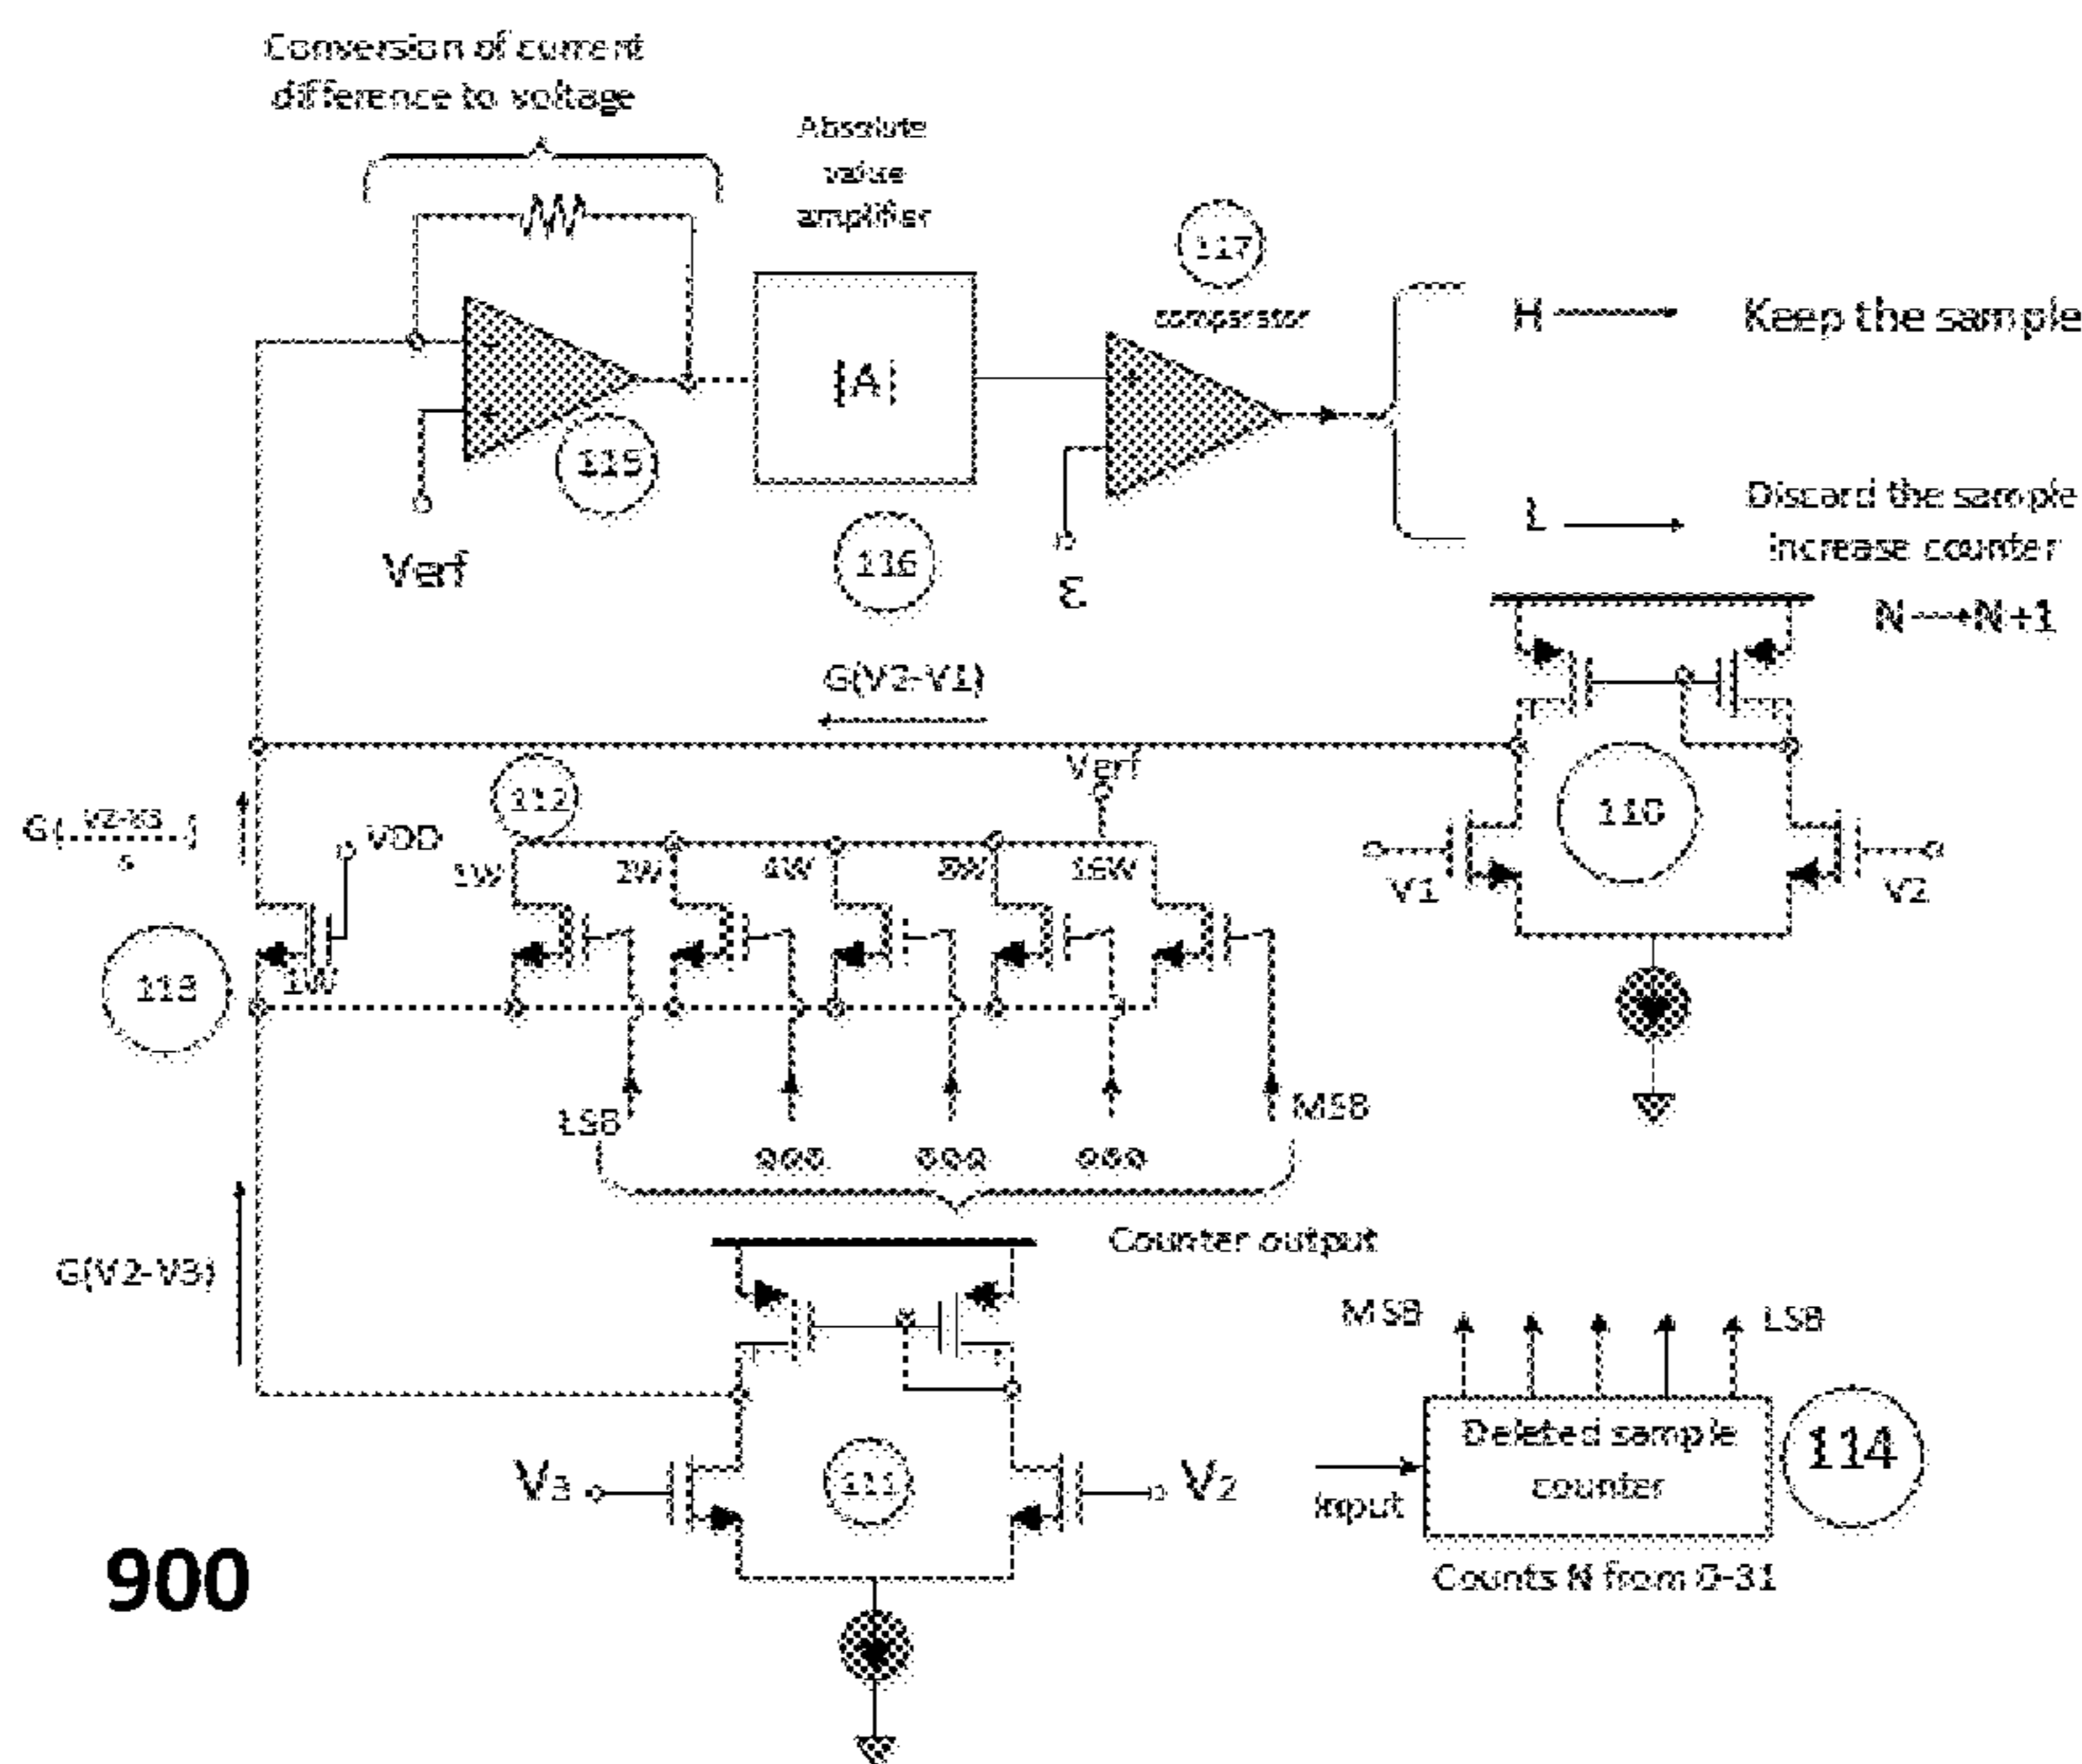 Conversion of current
difference to voltage
Absolute
value
amplifier
117
comparator
H
Keep the sample
-
+
|A|
+
115
Verf
116
ε
L
Discard the sample
increase counter
N → N+1
G(V2-V1)
Verf
112
110
VDD
1W
2W
4W
8W
16W
V1
V2
113
1W
LSB
MSB
Counter output
G(V2-V3)
MSB
LSB
Deleted sample
counter
114
V3
111
V2
input
Counts N from 0-31
900